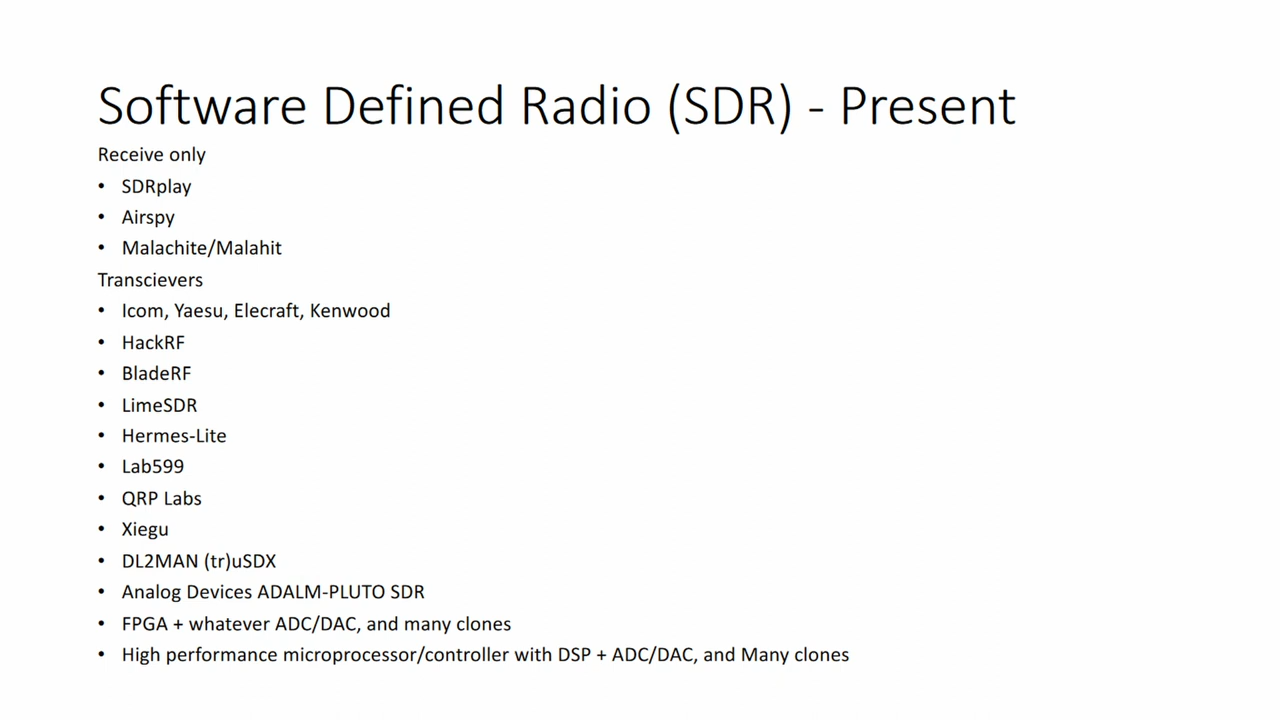 Software Defined Radio (SDR) - Present
Receive only
• SDRplay
• Airspy
• Malachite/Malahit
Transcievers
• Icom, Yaesu, Elecraft, Kenwood
• HackRF
• BladeRF
• LimeSDR
• Hermes-Lite
• Lab599
• QRP Labs
• Xiegu
• DL2MAN (tr)uSDX
• Analog Devices ADALM-PLUTO SDR
• FPGA + whatever ADC/DAC, and many clones
• High performance microprocessor/controller with DSP + ADC/DAC, and Many clones